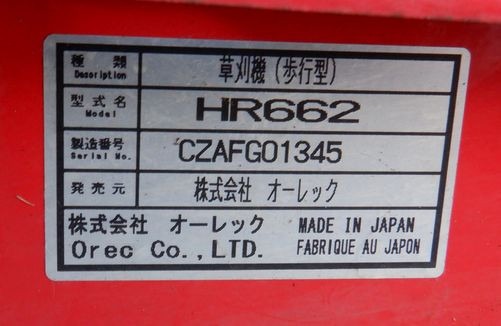 種類 草刈機(歩行型)
Description
型式名 HR662
Model
製造番号 CZAFG01345
Serial No.
発売元 株式会社 オーレック
株式会社 オーレック MADE IN JAPAN
Orec Co.,LTD. FABRIQUE AU JAPON